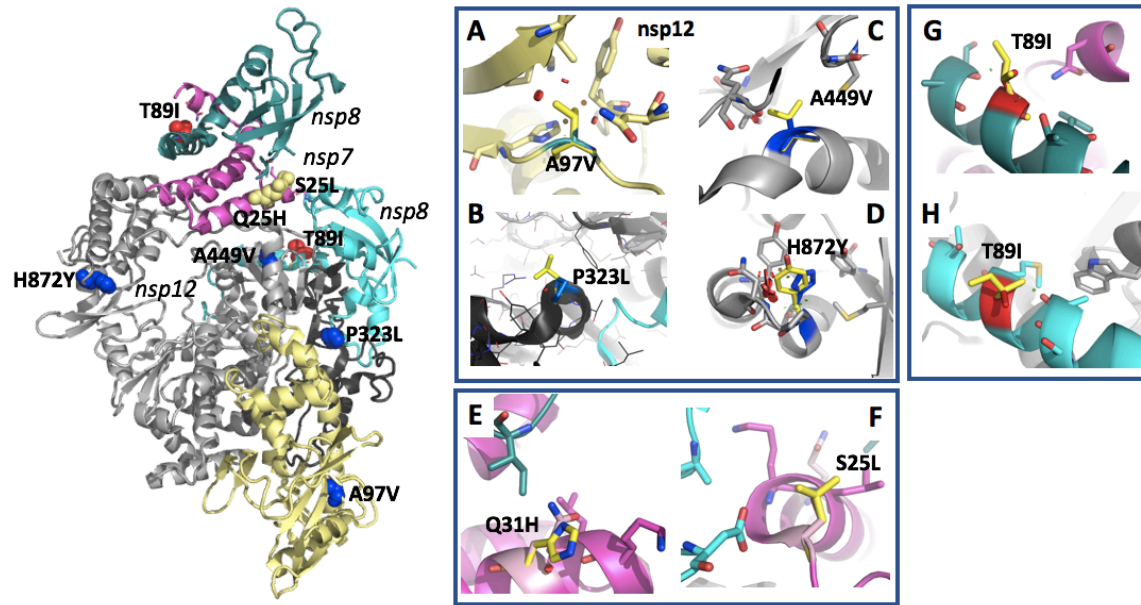 T89I
nsp8
nsp7
S25L
Q25H
nsp8
A449V
T89I
H872Y
nsp12
P323L
A97V
A
nsp12
A97V
C
A449V
B
P323L
D
H872Y
E
Q31H
F
S25L
G
T89I
H
T89I